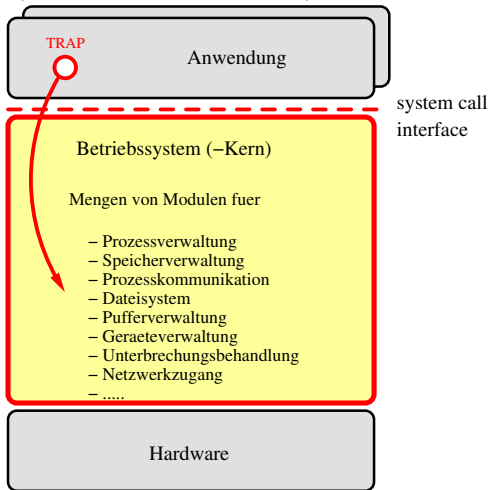 TRAP
Anwendung
system call
interface
Betriebssystem (−Kern)
Mengen von Modulen fuer
− Prozessverwaltung
− Speicherverwaltung
− Prozesskommunikation
− Dateisystem
− Pufferverwaltung
− Geraeteverwaltung
− Unterbrechungsbehandlung
− Netzwerkzugang
− .....
Hardware